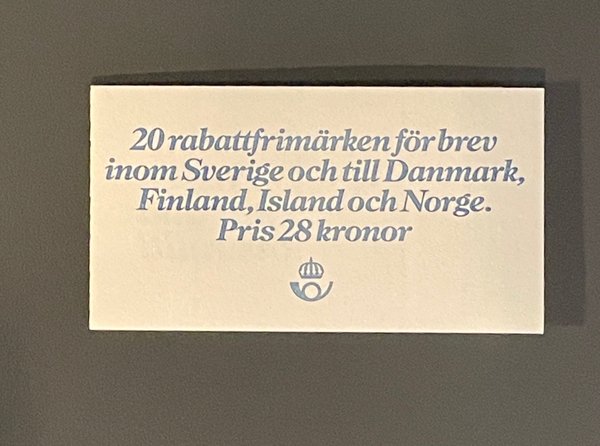 20 rabattfrimärken för brev
inom Sverige och till Danmark,
Finland, Island och Norge.
Pris 28 kronor